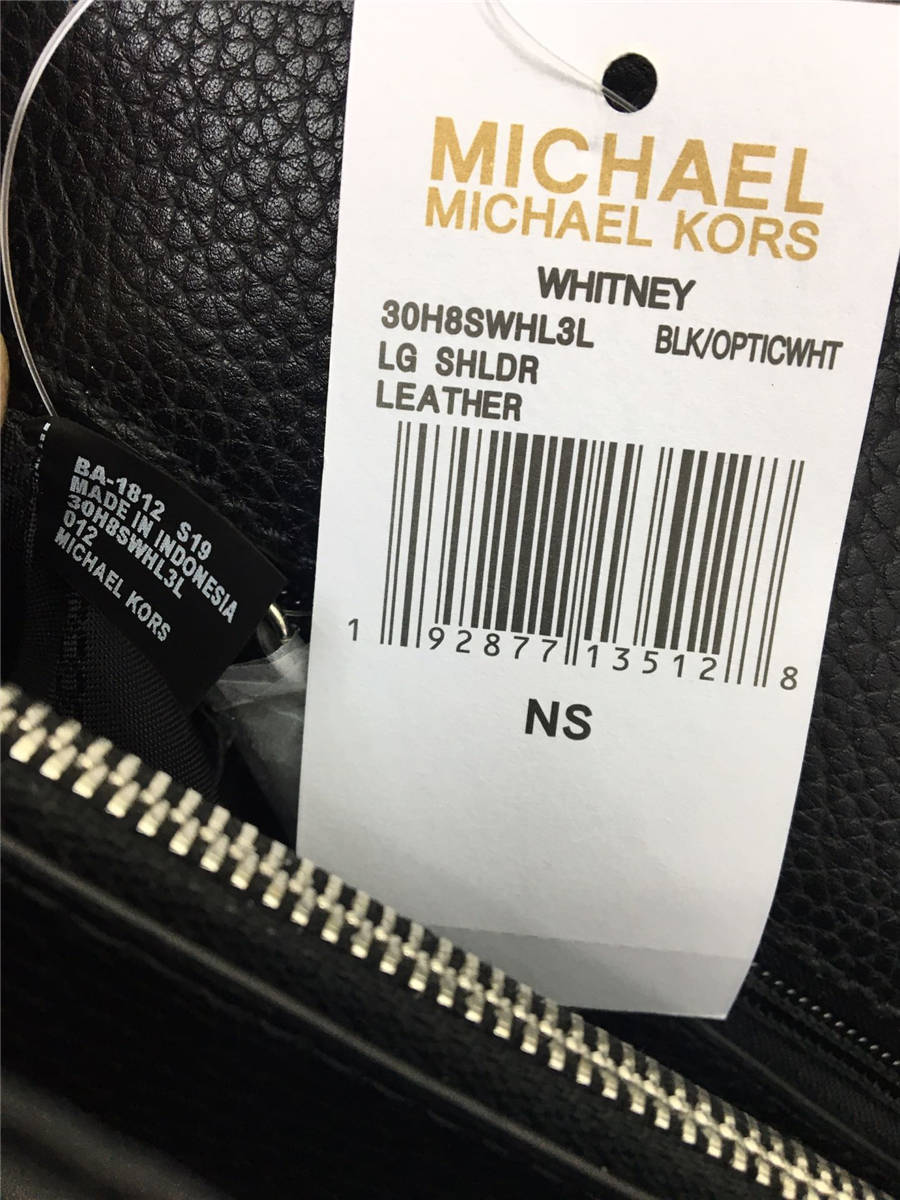 MICHAEL
MICHAEL KORS
WHITNEY
30H8SWHL3L BLK/OPTICWHT
LG SHLDR
LEATHER
1 92877 13512 8
NS
BA-1812 S19
MADE IN INDONESIA
30H8SWHL3L
012
MICHAEL KORS